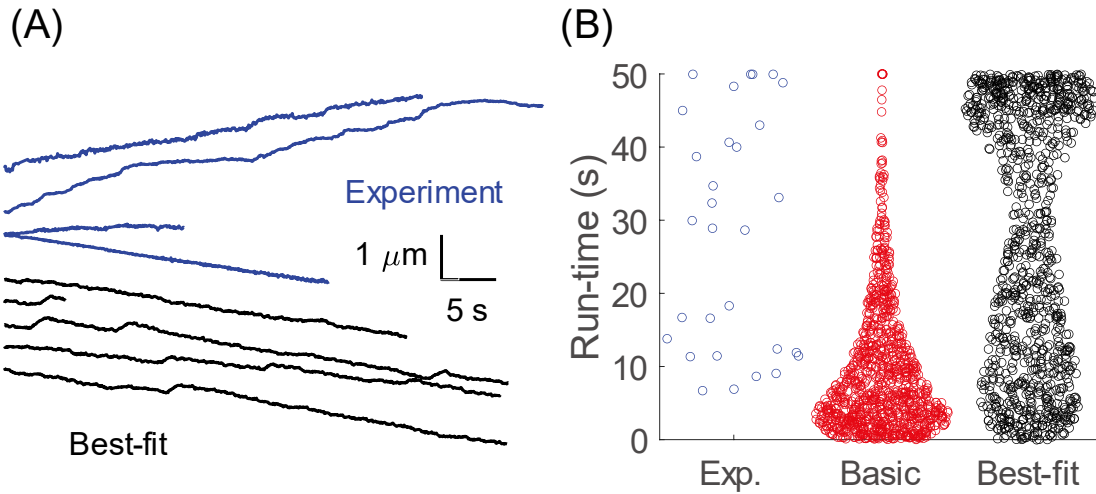 (A)
(B)
Experiment
1 μm
5 s
Best-fit
Run-time (s)
50
40
30
20
10
0
Exp. Basic Best-fit